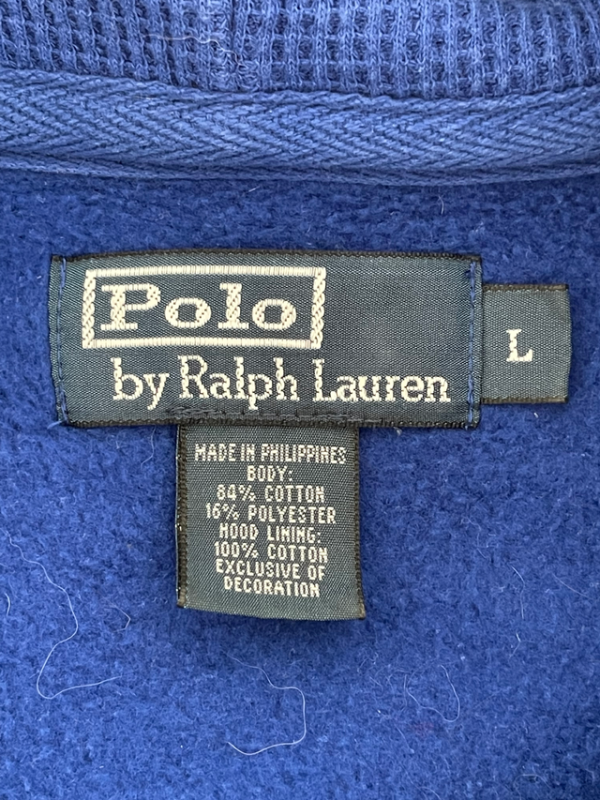 Polo
by Ralph Lauren
L
MADE IN PHILIPPINES
BODY:
84% COTTON
16% POLYESTER
HOOD LINING:
100% COTTON
EXCLUSIVE OF
DECORATION